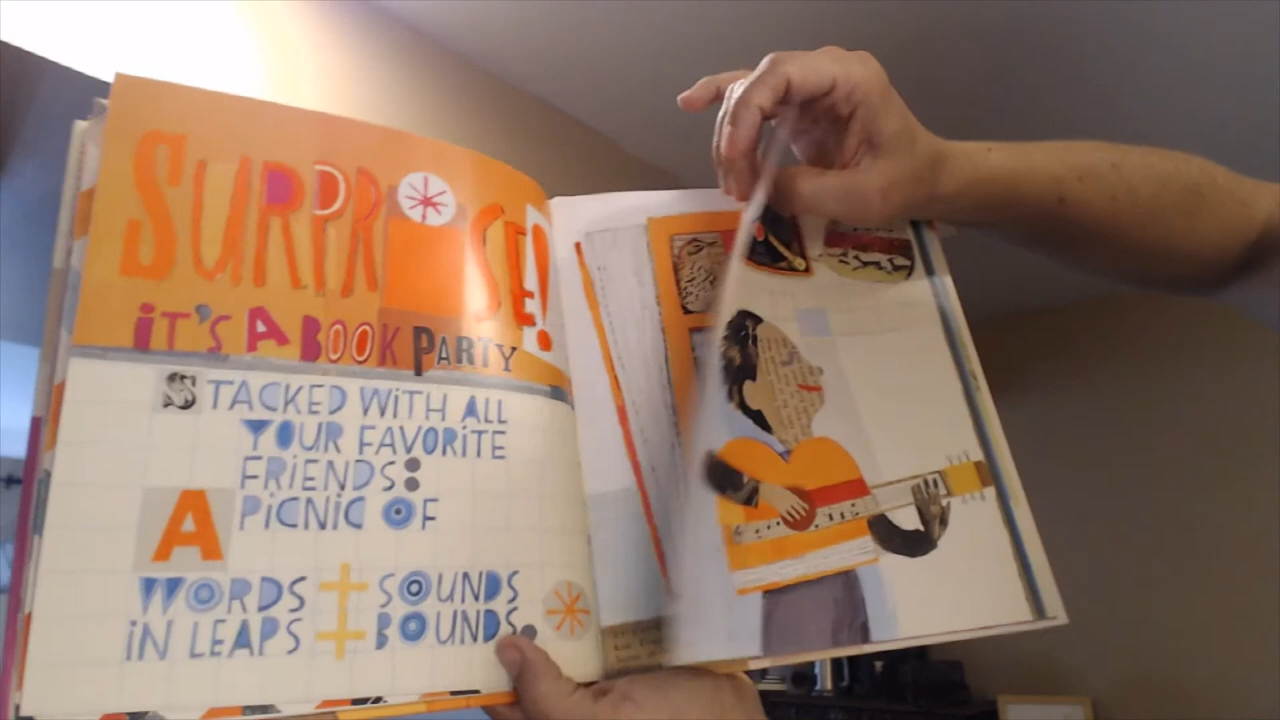 SURPRISE!
iT'S A BOOK PARTY
STACKED WiTH ALL
YOUR FAVORiTE
FRiENDS:
A PiCNiC OF
WORDS + SOUNDS
iN LEAPS + BOUNDS.